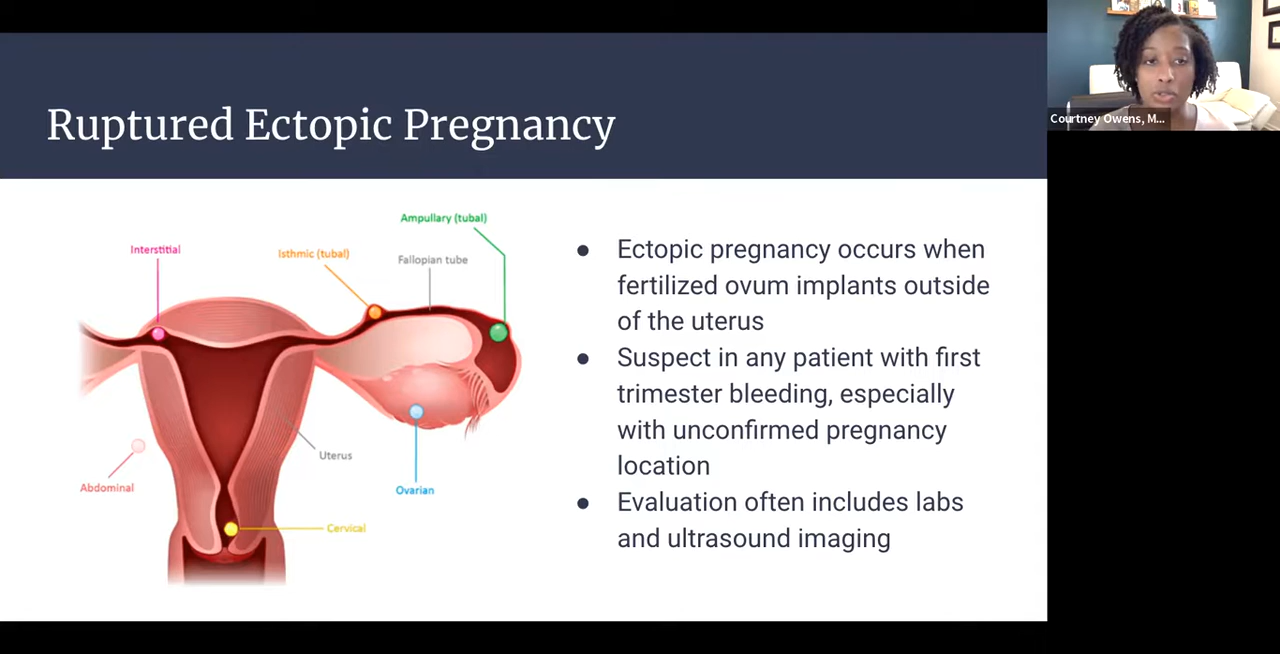 Ruptured Ectopic Pregnancy
Courtney Owens, M...
Ampullary (tubal)
Interstitial
Isthmic (tubal)
Fallopian tube
Uterus
Abdominal
Ovarian
Cervical
● Ectopic pregnancy occurs when
fertilized ovum implants outside
of the uterus
● Suspect in any patient with first
trimester bleeding, especially
with unconfirmed pregnancy
location
● Evaluation often includes labs
and ultrasound imaging